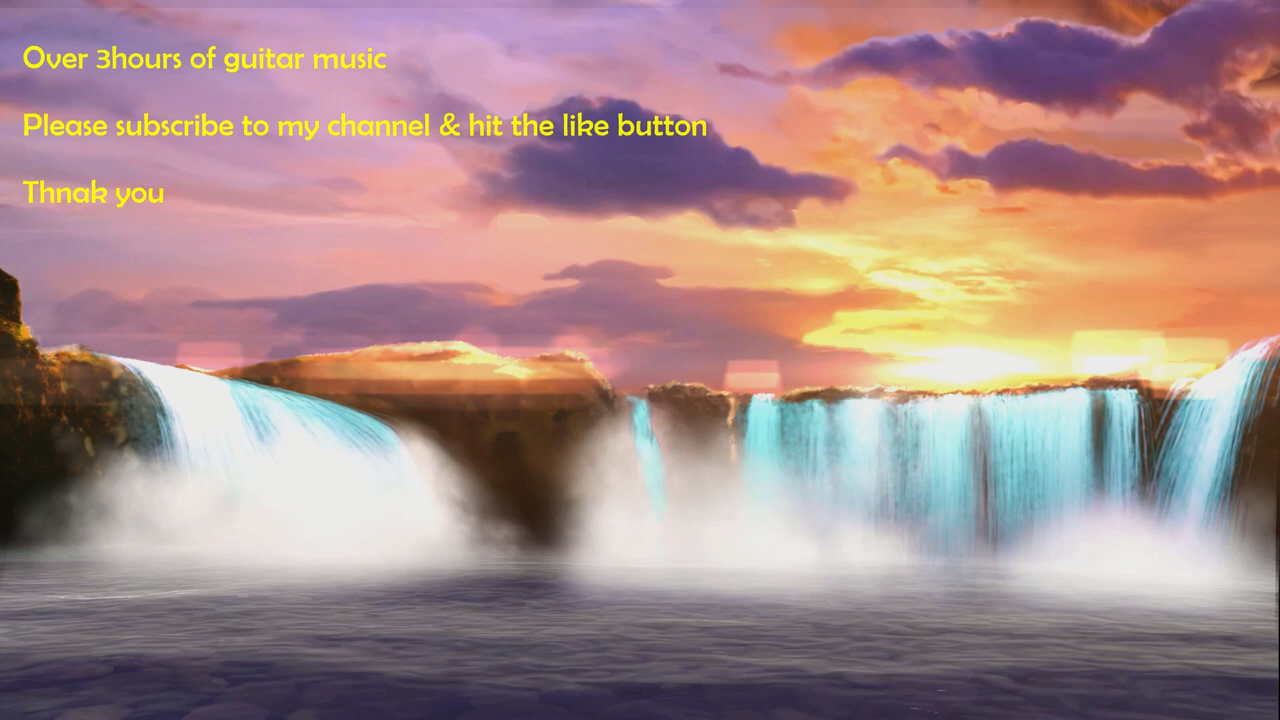 Over 3hours of guitar music
Please subscribe to my channel & hit the like button
Thnak you